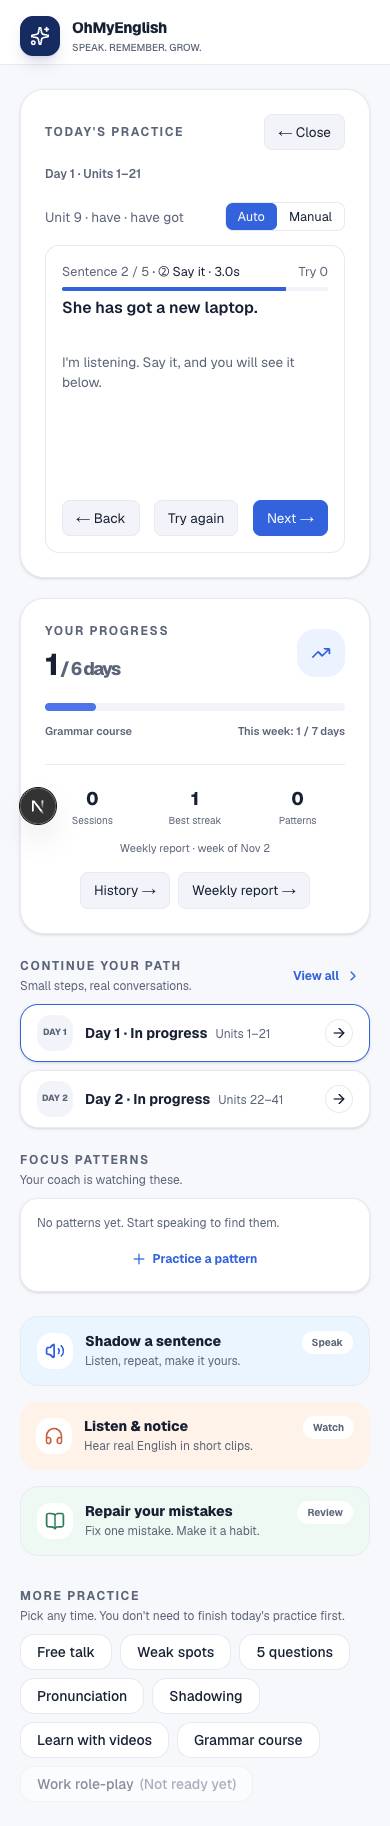 OhMyEnglish
SPEAK. REMEMBER. GROW.
TODAY'S PRACTICE
← Close
Day 1 · Units 1–21
Unit 9 · have · have got
Auto
Manual
Sentence 2 / 5 · ② Say it · 3.0s
Try 0
She has got a new laptop.
I'm listening. Say it, and you will see it
below.
← Back
Try again
Next →
YOUR PROGRESS
1 / 6 days
Grammar course
This week: 1 / 7 days
N
0
Sessions
1
Best streak
0
Patterns
Weekly report · week of Nov 2
History →
Weekly report →
CONTINUE YOUR PATH
Small steps, real conversations.
View all
DAY 1
Day 1 · In progress
Units 1–21
DAY 2
Day 2 · In progress
Units 22–41
FOCUS PATTERNS
Your coach is watching these.
No patterns yet. Start speaking to find them.
+ Practice a pattern
Shadow a sentence
Speak
Listen, repeat, make it yours.
Listen & notice
Watch
Hear real English in short clips.
Repair your mistakes
Review
Fix one mistake. Make it a habit.
MORE PRACTICE
Pick any time. You don't need to finish today's practice first.
Free talk
Weak spots
5 questions
Pronunciation
Shadowing
Learn with videos
Grammar course
Work role-play (Not ready yet)